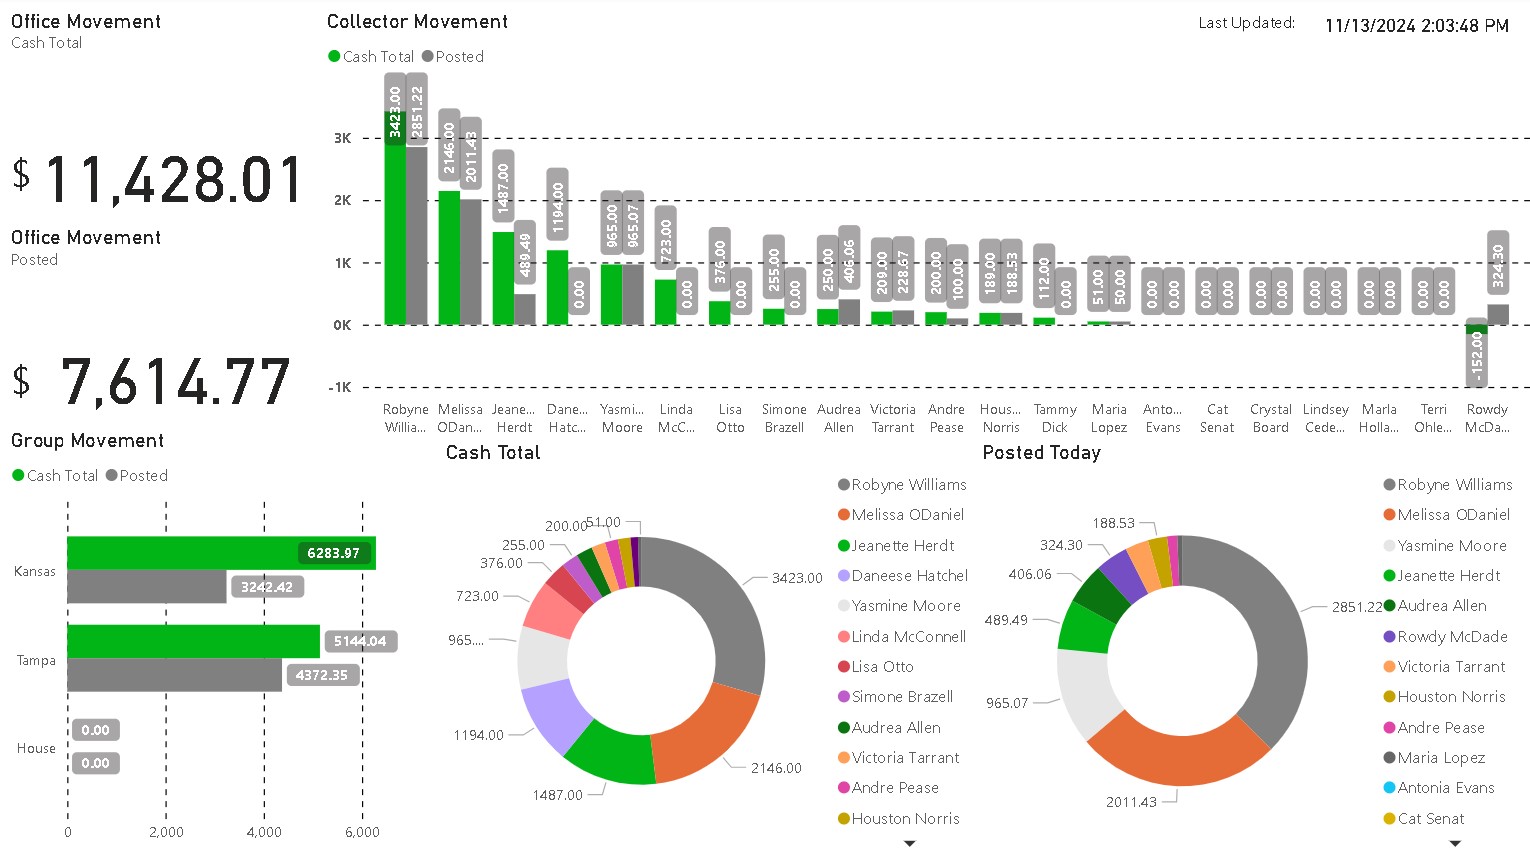 Office Movement
Cash Total
$ 11,428.01
Office Movement
Posted
$ 7,614.77
Collector Movement
Cash Total Posted
Last Updated: 11/13/2024 2:03:48 PM
3K
2K
1K
0K
-1K
3423.00 2851.22
2146.00 2011.43
1487.00 489.49
1194.00 0.00
965.00 965.07
723.00 0.00
376.00 0.00
255.00 0.00
250.00 406.06
209.00 228.67
200.00 100.00
189.00 188.53
112.00 0.00
51.00 50.00
0.00 0.00
0.00 0.00
0.00 0.00
0.00 0.00
0.00 0.00
0.00 0.00
-152.00 324.30
Robyne Willia...
Melissa ODan...
Jeane... Herdt
Dane... Hatc...
Yasmi... Moore
Linda McC...
Lisa Otto
Simone Brazell
Audrea Allen
Victoria Tarrant
Andre Pease
Hous... Norris
Tammy Dick
Maria Lopez
Anto... Evans
Cat Senat
Crystal Board
Lindsey Cede...
Marla Holla...
Terri Ohle...
Rowdy McDa...
Group Movement
Cash Total Posted
Kansas
6283.97
3242.42
Tampa
5144.04
4372.35
House
0.00
0.00
0 2,000 4,000 6,000
Cash Total
51.00
200.00
255.00
376.00
723.00
965....
1194.00
1487.00
2146.00
3423.00
Robyne Williams
Melissa ODaniel
Jeanette Herdt
Daneese Hatchel
Yasmine Moore
Linda McConnell
Lisa Otto
Simone Brazell
Audrea Allen
Victoria Tarrant
Andre Pease
Houston Norris
Posted Today
188.53
324.30
406.06
489.49
965.07
2011.43
2851.22
Robyne Williams
Melissa ODaniel
Yasmine Moore
Jeanette Herdt
Audrea Allen
Rowdy McDade
Victoria Tarrant
Houston Norris
Andre Pease
Maria Lopez
Antonia Evans
Cat Senat